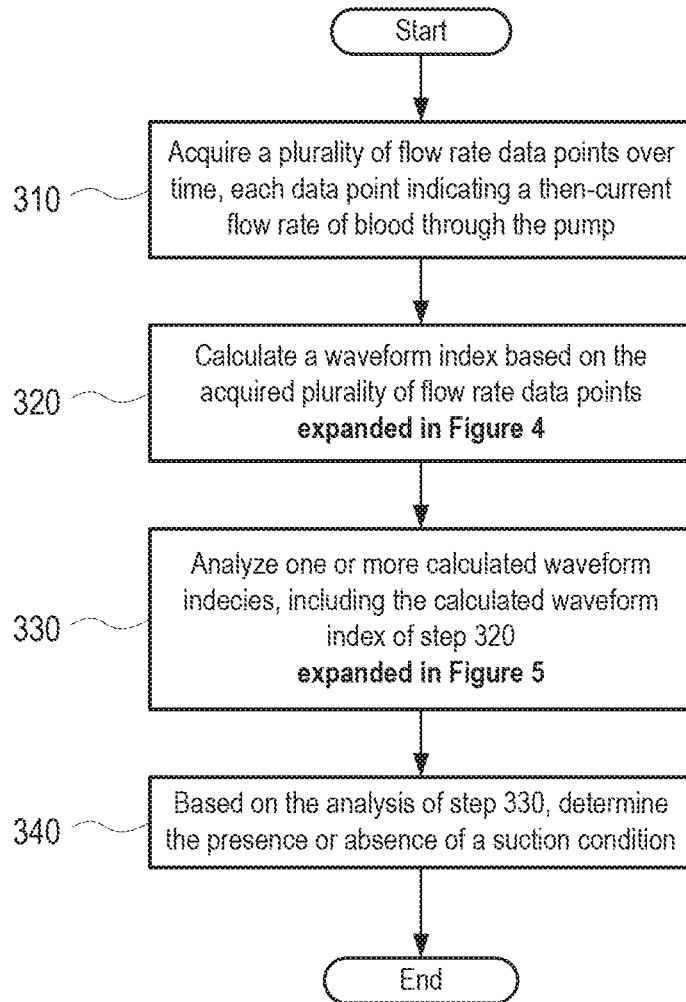 Start
310
Acquire a plurality of flow rate data points over
time, each data point indicating a then-current
flow rate of blood through the pump
320
Calculate a waveform index based on the
acquired plurality of flow rate data points
expanded in Figure 4
330
Analyze one or more calculated waveform
indecies, including the calculated waveform
index of step 320
expanded in Figure 5
340
Based on the analysis of step 330, determine
the presence or absence of a suction condition
End